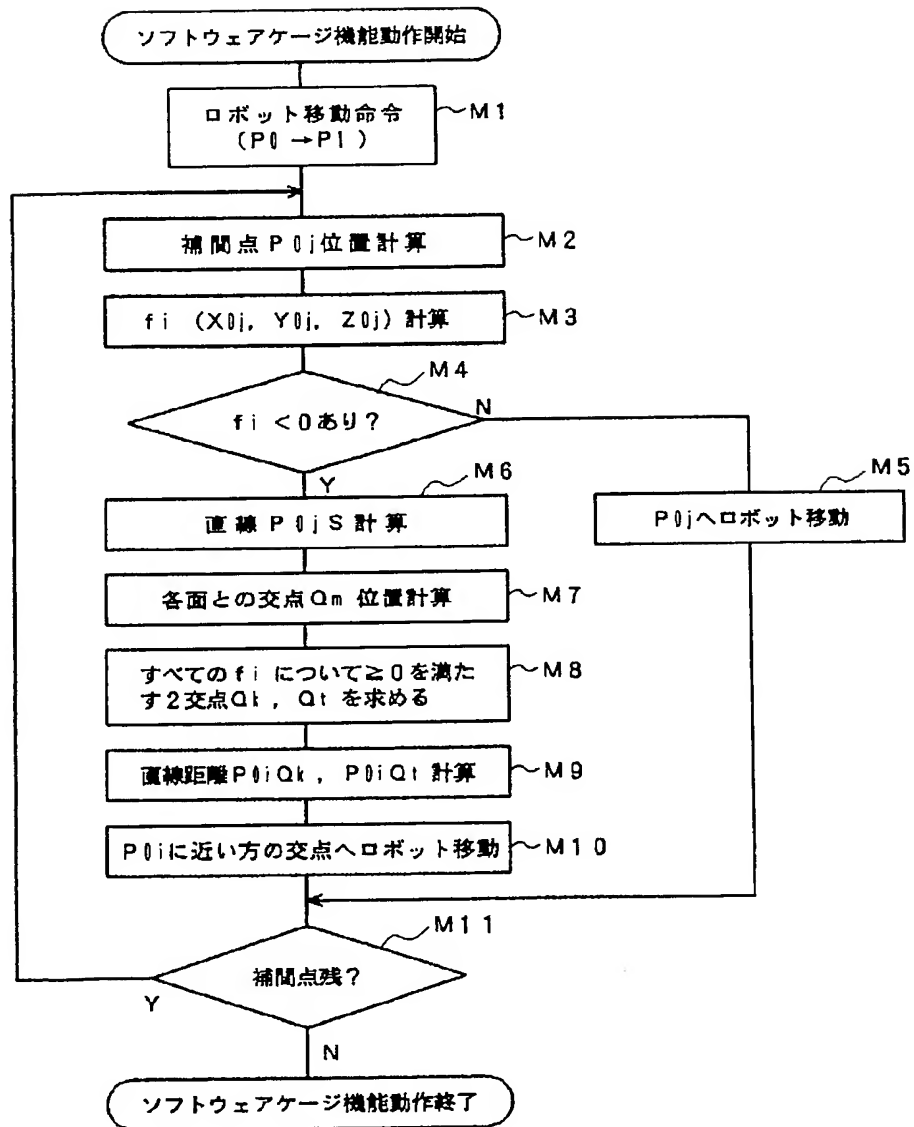 ソフトウェアケージ機能動作開始
ロボット移動命令
(P0→P1)
M1
補間点P0j位置計算
M2
fi (X0j, Y0j, Z0j) 計算
M3
M4
fi <0あり?
N
Y
M5
P0jへロボット移動
M6
直線P0jS計算
各面との交点Qm 位置計算
M7
すべてのfiについて≧0を満た
す2交点Qk, Qtを求める
M8
直線距離P0iQk, P0iQt計算
M9
P0iに近い方の交点へロボット移動
M10
M11
補間点残?
Y
N
ソフトウェアケージ機能動作終了